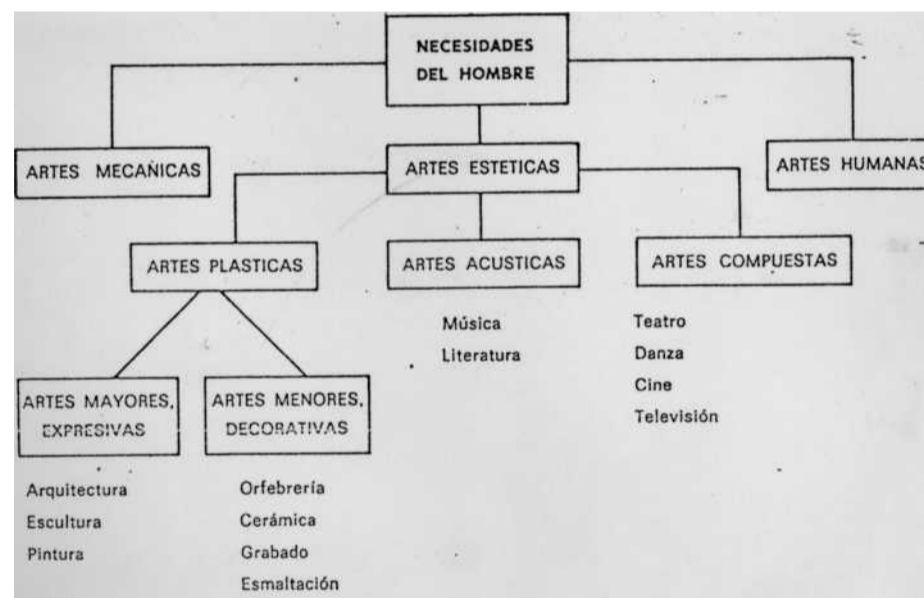 NECESIDADES
DEL HOMBRE
ARTES MECANICAS
ARTES ESTETICAS
ARTES HUMANAS
ARTES PLASTICAS
ARTES ACUSTICAS
ARTES COMPUESTAS
Música
Literatura
Teatro
Danza
Cine
Televisión
ARTES MAYORES,
EXPRESIVAS
ARTES MENORES,
DECORATIVAS
Arquitectura
Escultura
Pintura
Orfebrería
Cerámica
Grabado
Esmaltación